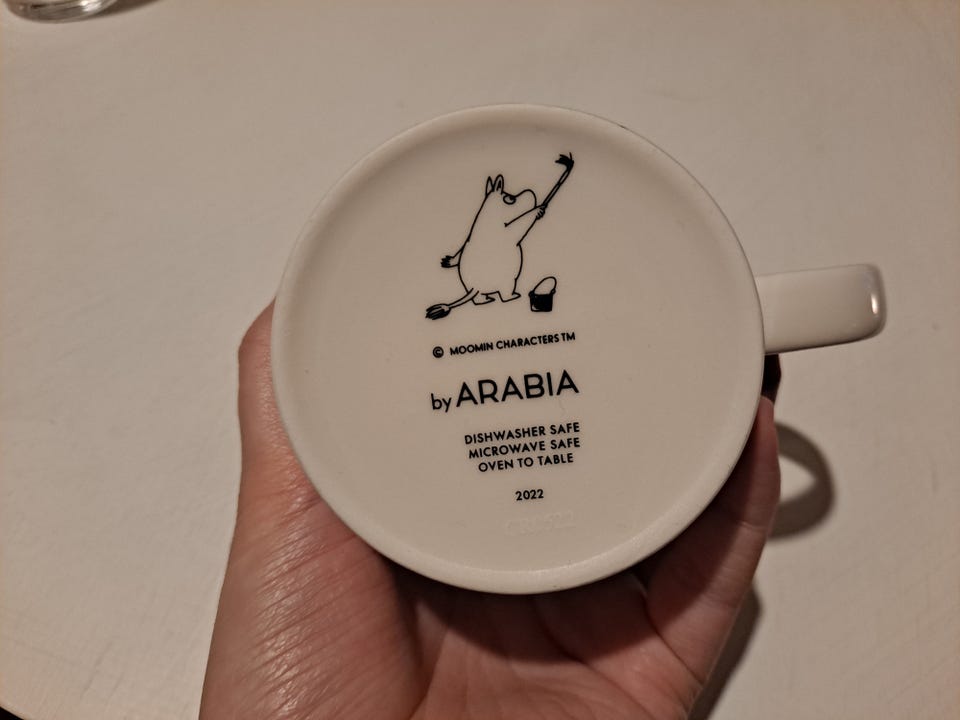 © MOOMIN CHARACTERS TM
by ARABIA
DISHWASHER SAFE
MICROWAVE SAFE
OVEN TO TABLE
2022